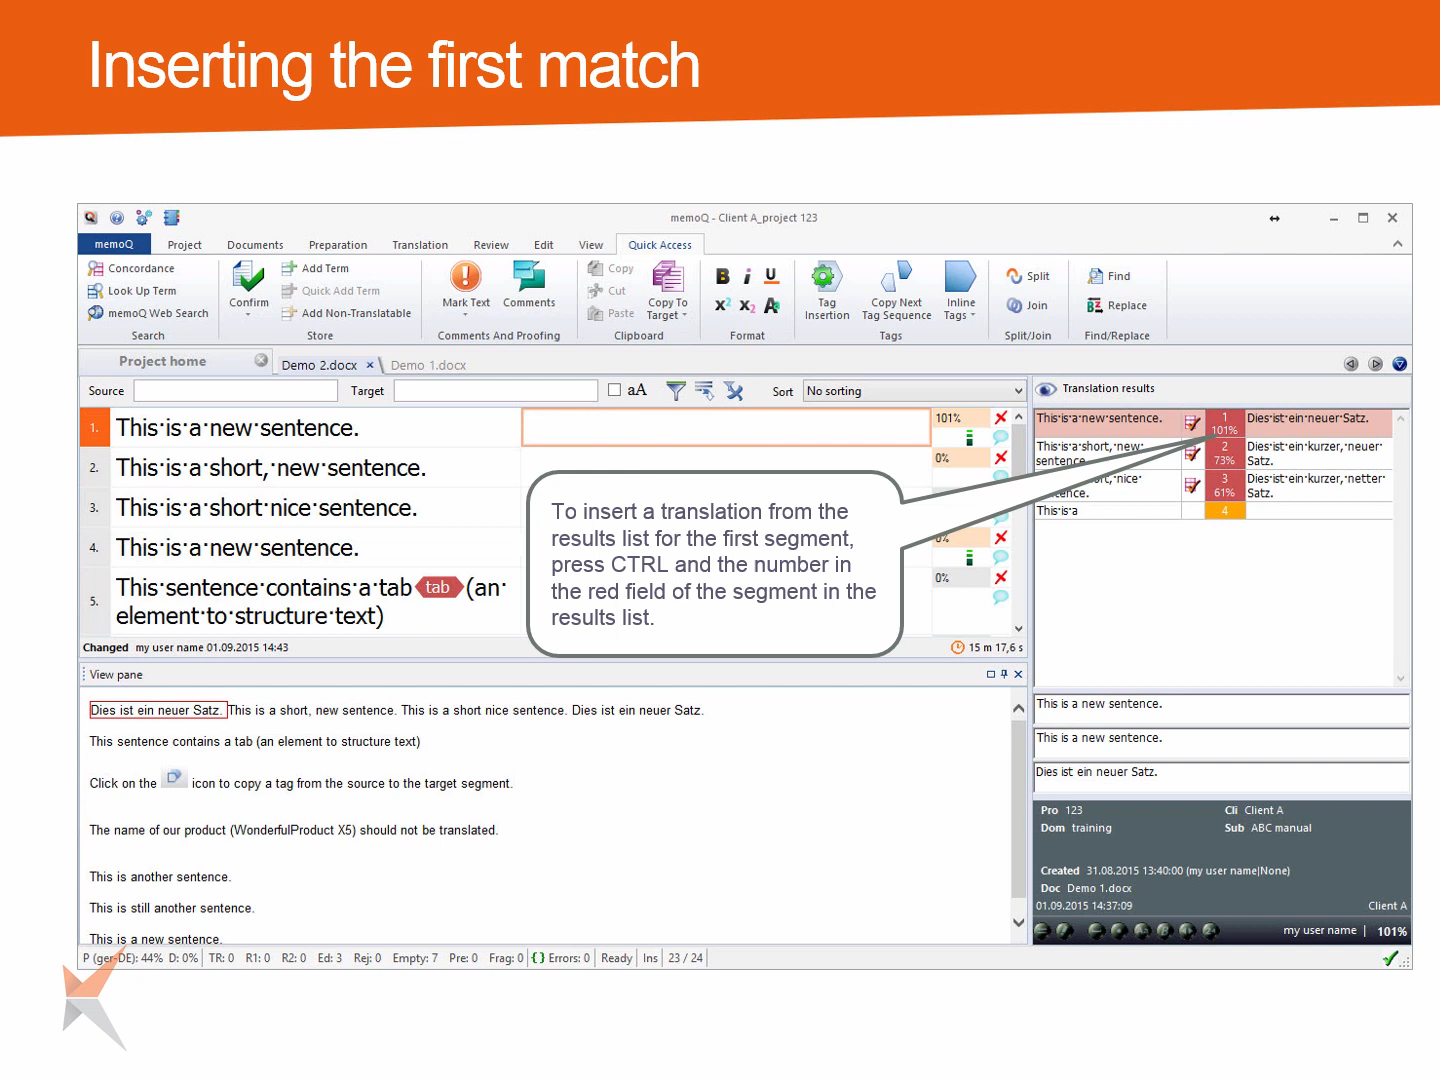 Inserting the first match
memoQ - Client A_project 123
memoQ Project Documents Preparation Translation Review Edit View Quick Access
Concordance
Look Up Term
memoQ Web Search
Search
Confirm
Add Term
Quick Add Term
Add Non-Translatable
Store
Mark Text
Comments
Comments And Proofing
Copy
Cut
Paste
Copy To
Target
Clipboard
B i U
X² X₂ A
Format
Tag
Insertion
Copy Next
Tag Sequence
Inline
Tags
Tags
Split
Join
Split/Join
Find
Replace
Find/Replace
Project home
Demo 2.docx
Demo 1.docx
Source
Target
aA
Sort No sorting
Translation results
1. This·is·a·new·sentence. 101%
2. This·is·a·short,·new·sentence. 0%
3. This·is·a·short·nice·sentence.
4. This·is·a·new·sentence. 0%
5. This·sentence·contains·a·tab tab (an· 0%
element·to·structure·text)
To insert a translation from the
results list for the first segment,
press CTRL and the number in
the red field of the segment in the
results list.
This·is·a·new·sentence. 1 Dies·ist·ein·neuer·Satz.
101%
This·is·a·short,·new· 2 Dies·ist·ein·kurzer,·neuer·
sentence. 73% Satz.
short,·nice· 3 Dies·ist·ein·kurzer,·netter·
61% Satz.
This·is·a 4
Changed my user name 01.09.2015 14:43
15 m 17,6 s
View pane
Dies ist ein neuer Satz. This is a short, new sentence. This is a short nice sentence. Dies ist ein neuer Satz.
This sentence contains a tab (an element to structure text)
Click on the icon to copy a tag from the source to the target segment.
The name of our product (WonderfulProduct X5) should not be translated.
This is another sentence.
This is still another sentence.
This is a new sentence.
This is a new sentence.
This is a new sentence.
Dies ist ein neuer Satz.
Pro 123 Cli Client A
Dom training Sub ABC manual
Created 31.08.2015 13:40:00 (my user name|None)
Doc Demo 1.docx
01.09.2015 14:37:09 Client A
my user name | 101%
P (ger-DE): 44% D: 0% TR: 0 R1: 0 R2: 0 Ed: 3 Rej: 0 Empty: 7 Pre: 0 Frag: 0 {} Errors: 0 Ready Ins 23 / 24